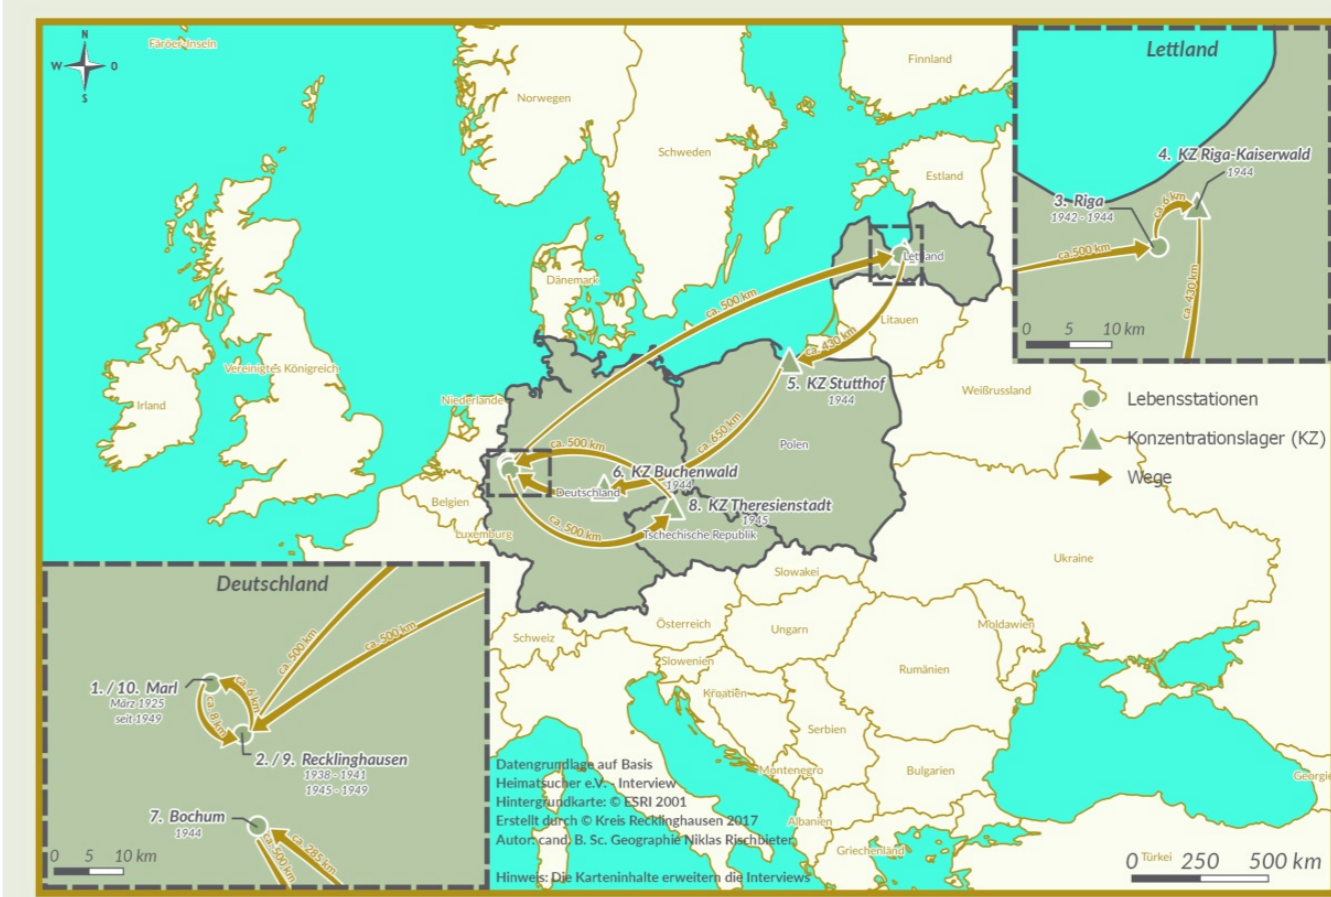 N
W
O
S
Färöer-Inseln
Norwegen
Finnland
Schweden
Estland
Dänemark
Lettland
Litauen
Vereinigtes Königreich
Irland
Niederlande
Belgien
Luxemburg
Deutschland
Polen
Weißrussland
Tschechische Republik
Ukraine
Slowakei
Österreich
Ungarn
Moldawien
Schweiz
Slowenien
Kroatien
Rumänien
Serbien
Montenegro
Bulgarien
Albanien
Griechenland
Türkei
Georgie
ca. 500 km
ca. 430 km
5. KZ Stutthof
1944
ca. 650 km
ca. 500 km
6. KZ Buchenwald
1944
8. KZ Theresienstadt
1945
ca. 500 km
Lettland
4. KZ Riga-Kaiserwald
1944
3. Riga
1942 - 1944
ca. 6 km
ca.500 km
ca. 430 km
0 5 10 km
Lebensstationen
Konzentrationslager (KZ)
Wege
Deutschland
ca. 500 km
ca. 500 km
1. / 10. Marl
März 1925
seit 1949
ca. 6 km
ca. 8 km
2. / 9. Recklinghausen
1938 - 1941
1945 - 1949
7. Bochum
1944
ca. 500 km
ca. 285 km
0 5 10 km
Datengrundlage auf Basis
Heimatsucher e.V. - Interview
Hintergrundkarte: © ESRI 2001
Erstellt durch © Kreis Recklinghausen 2017
Autor: cand. B. Sc. Geographie Niklas Rischbieter
Hinweis: Die Karteninhalte erweitern die Interviews
0 250 500 km